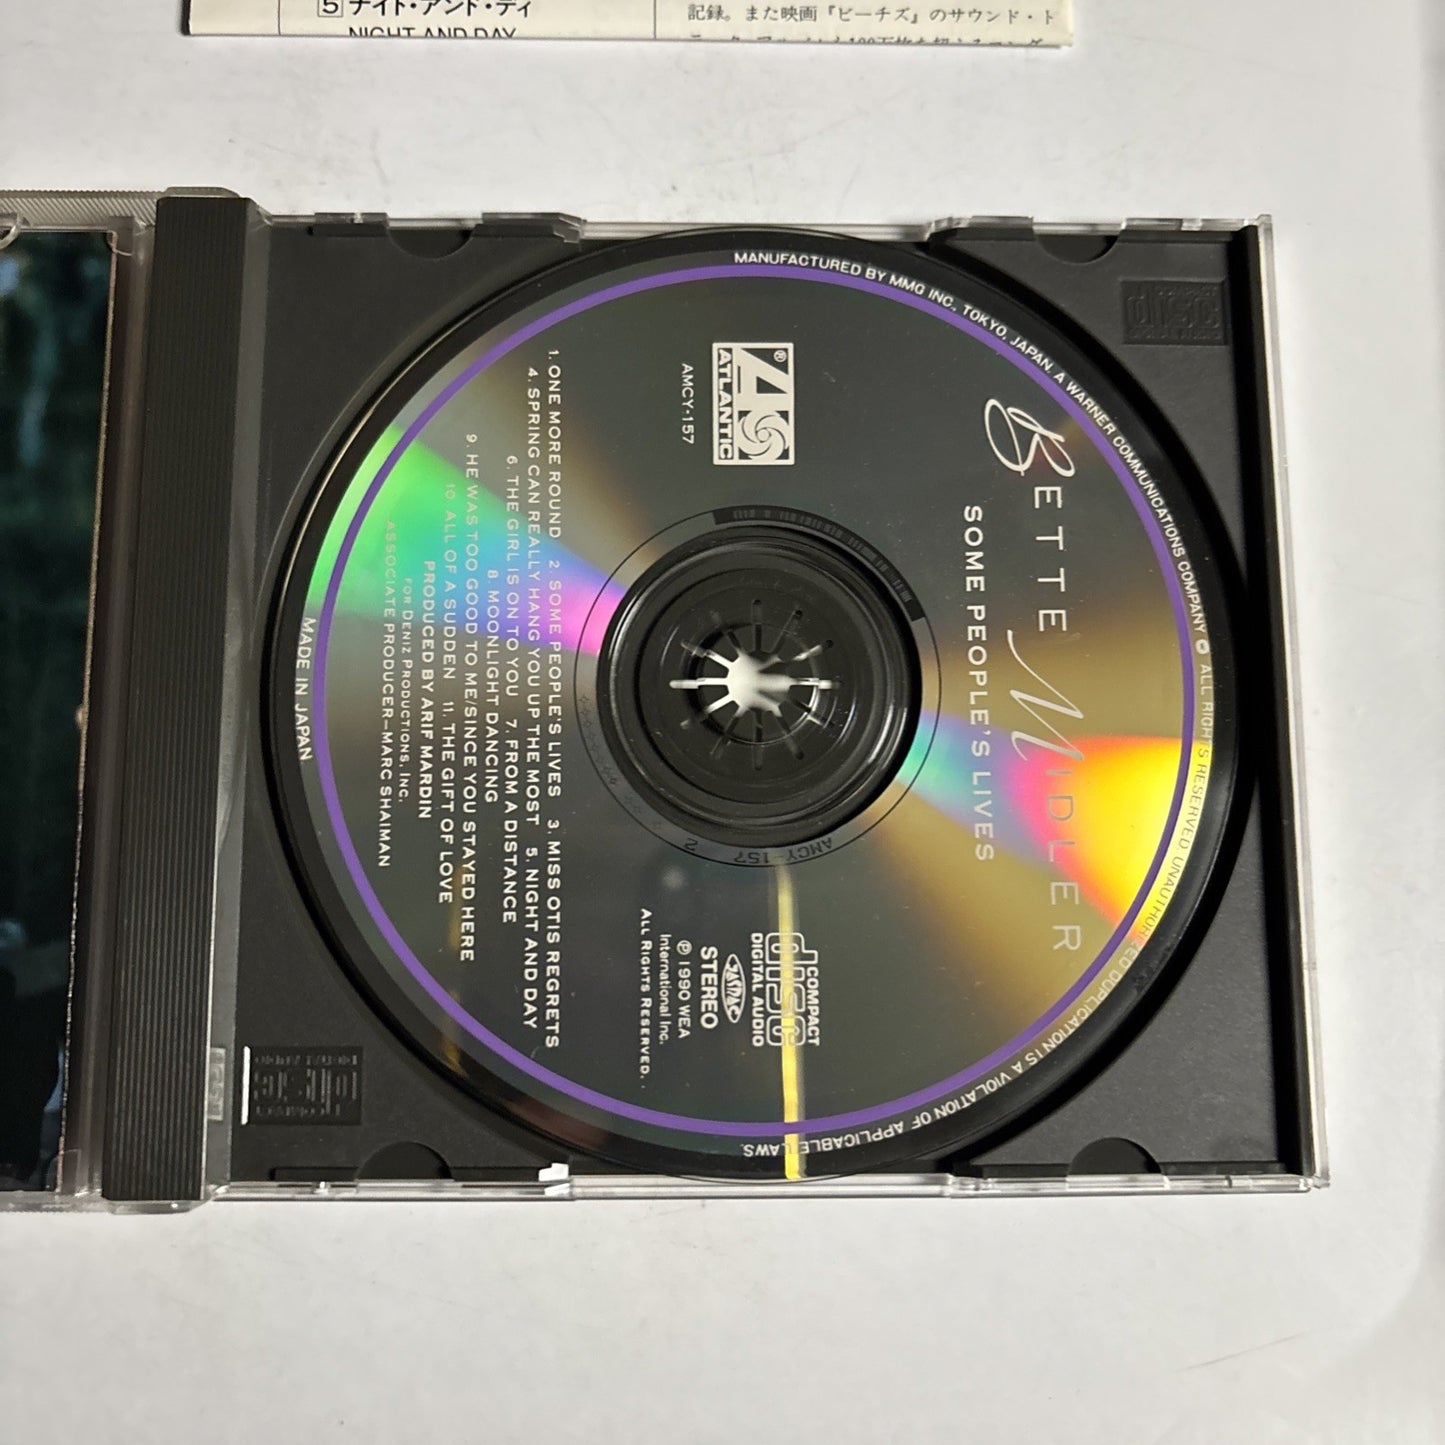 5 ナイト・アンド・デイ
NIGHT AND DAY
記録。また映画『ビーチズ』のサウンド・ト
MANUFACTURED BY MMG INC., TOKYO, JAPAN. A WARNER COMMUNICATIONS COMPANY ALL RIGHTS RESERVED. UNAUTHORIZED DUPLICATION IS A VIOLATION OF APPLICABLE LAWS.
BETTE MIDLER
SOME PEOPLE'S LIVES
ATLANTIC
®
AMCY-157
COMPACT
disc
DIGITAL AUDIO
JASRAC
STEREO
℗ 1990 WEA
International Inc.
ALL RIGHTS RESERVED.
1. ONE MORE ROUND 2. SOME PEOPLE'S LIVES 3. MISS OTIS REGRETS
4. SPRING CAN REALLY HANG YOU UP THE MOST 5. NIGHT AND DAY
6. THE GIRL IS ON TO YOU 7. FROM A DISTANCE
8. MOONLIGHT DANCING
9. HE WAS TOO GOOD TO ME/SINCE YOU STAYED HERE
10. ALL OF A SUDDEN 11. THE GIFT OF LOVE
PRODUCED BY ARIF MARDIN
FOR DENIZ PRODUCTIONS, INC.
ASSOCIATE PRODUCER–MARC SHAIMAN
MADE IN JAPAN
AMCY-157 2
disc
COMPACT
disc
DIGITAL AUDIO